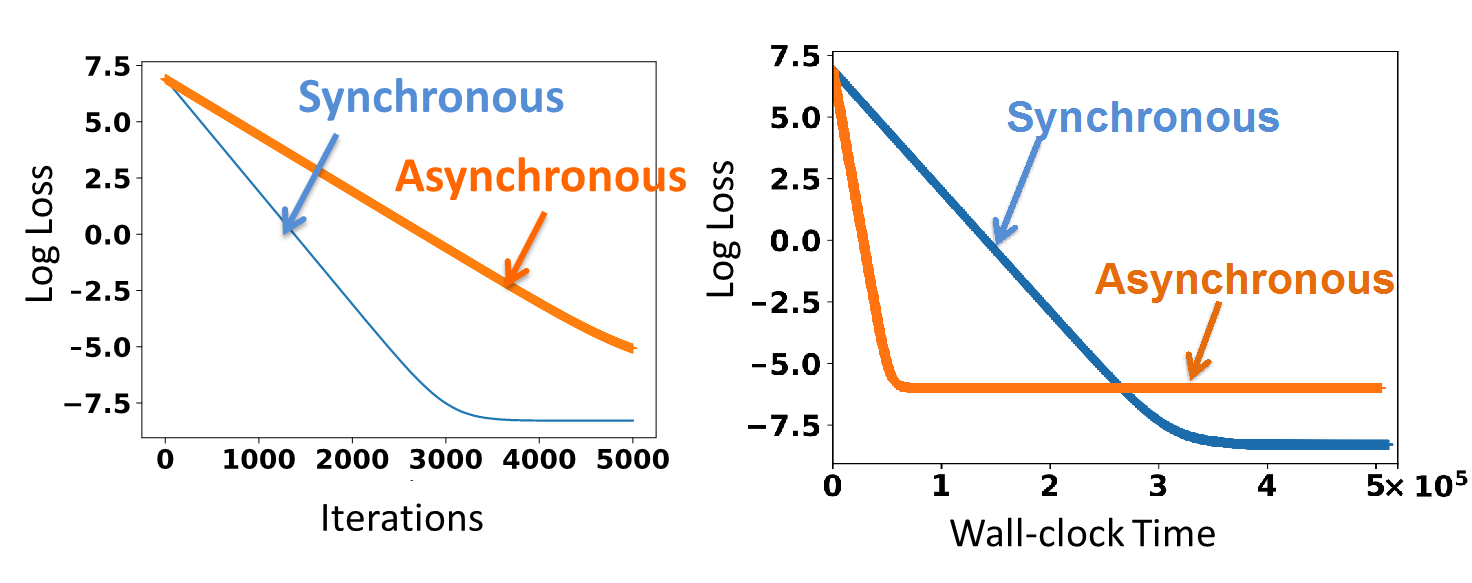 7.5
5.0
2.5
0.0
−2.5
−5.0
−7.5
Log Loss
Synchronous
Asynchronous
0 1000 2000 3000 4000 5000
Iterations
7.5
5.0
2.5
0.0
−2.5
−5.0
−7.5
Log Loss
Synchronous
Asynchronous
0 1 2 3 4 5× 10⁵
Wall-clock Time